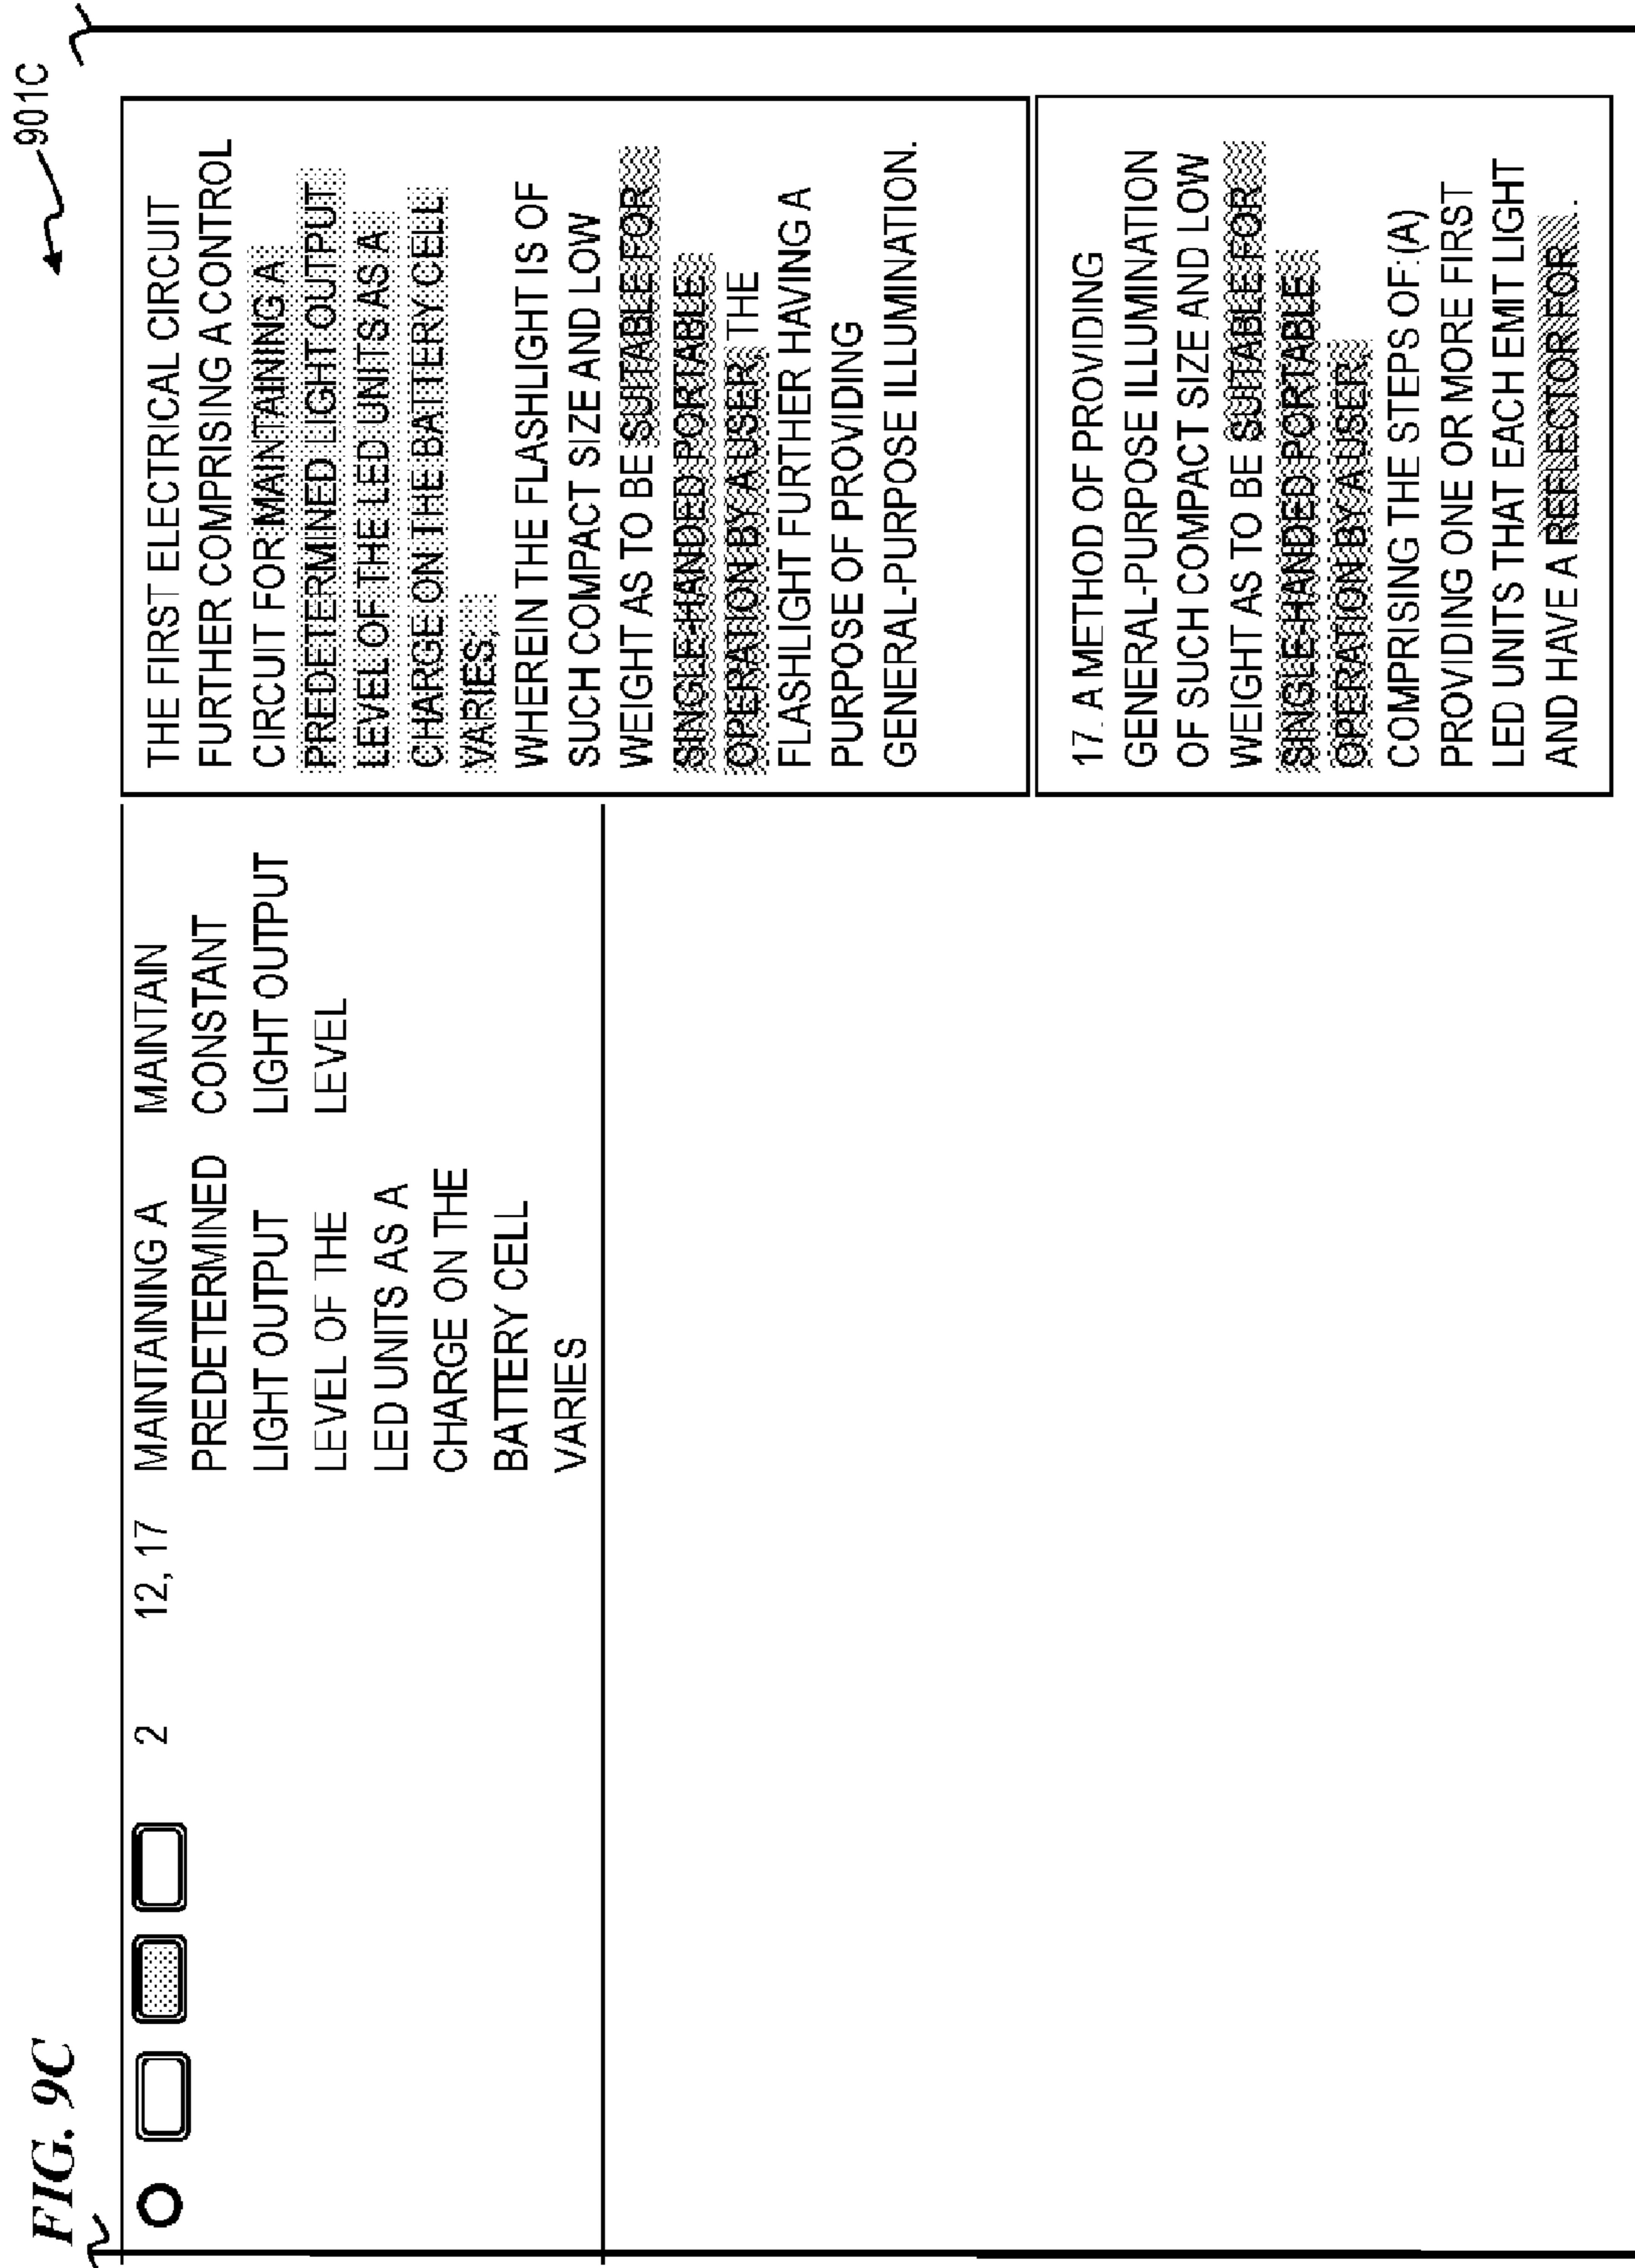 FIG. 9C
901C
2
12, 17
MAINTAINING A
PREDETERMINED
LIGHT OUTPUT
LEVEL OF THE
LED UNITS AS A
CHARGE ON THE
BATTERY CELL
VARIES
MAINTAIN
CONSTANT
LIGHT OUTPUT
LEVEL
THE FIRST ELECTRICAL CIRCUIT
FURTHER COMPRISING A CONTROL
CIRCUIT FOR MAINTAINING A
PREDETERMINED LIGHT OUTPUT
LEVEL OF THE LED UNITS AS A
CHARGE ON THE BATTERY CELL
VARIES,
WHEREIN THE FLASHLIGHT IS OF
SUCH COMPACT SIZE AND LOW
WEIGHT AS TO BE SUITABLE FOR
SINGLE-HANDED PORTABLE
OPERATION BY A USER, THE
FLASHLIGHT FURTHER HAVING A
PURPOSE OF PROVIDING
GENERAL-PURPOSE ILLUMINATION.
17. A METHOD OF PROVIDING
GENERAL-PURPOSE ILLUMINATION
OF SUCH COMPACT SIZE AND LOW
WEIGHT AS TO BE SUITABLE FOR
SINGLE-HANDED PORTABLE
OPERATION BY A USER,
COMPRISING THE STEPS OF: (A)
PROVIDING ONE OR MORE FIRST
LED UNITS THAT EACH EMIT LIGHT
AND HAVE A REFLECTOR FOR...